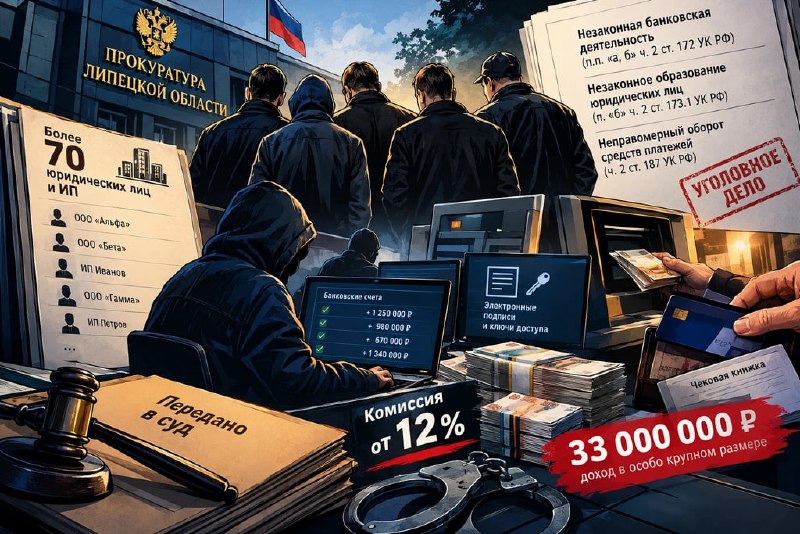 ПРОКУРАТУРА
ЛИПЕЦКОЙ ОБЛАСТИ
Незаконная банковская
деятельность
(п.п. «а, б» ч. 2 ст. 172 УК РФ)
Незаконное образование
юридических лиц
(п. «б» ч. 2 ст. 173.1 УК РФ)
Неправомерный оборот
средств платежей
(ч. 2 ст. 187 УК РФ)
УГОЛОВНОЕ
ДЕЛО
Более
70
юридических лиц
и ИП
ООО «Альфа»
ООО «Бета»
ИП Иванов
ООО «Гамма»
ИП Петров
...
Банковские счета
+ 1 250 000 ₽
+ 980 000 ₽
+ 670 000 ₽
+ 1 340 000 ₽
Электронные
подписи
и ключи доступа
Чековая книжка
Передано
в суд
Комиссия
от 12%
33 000 000 ₽
доход в особо крупном размере